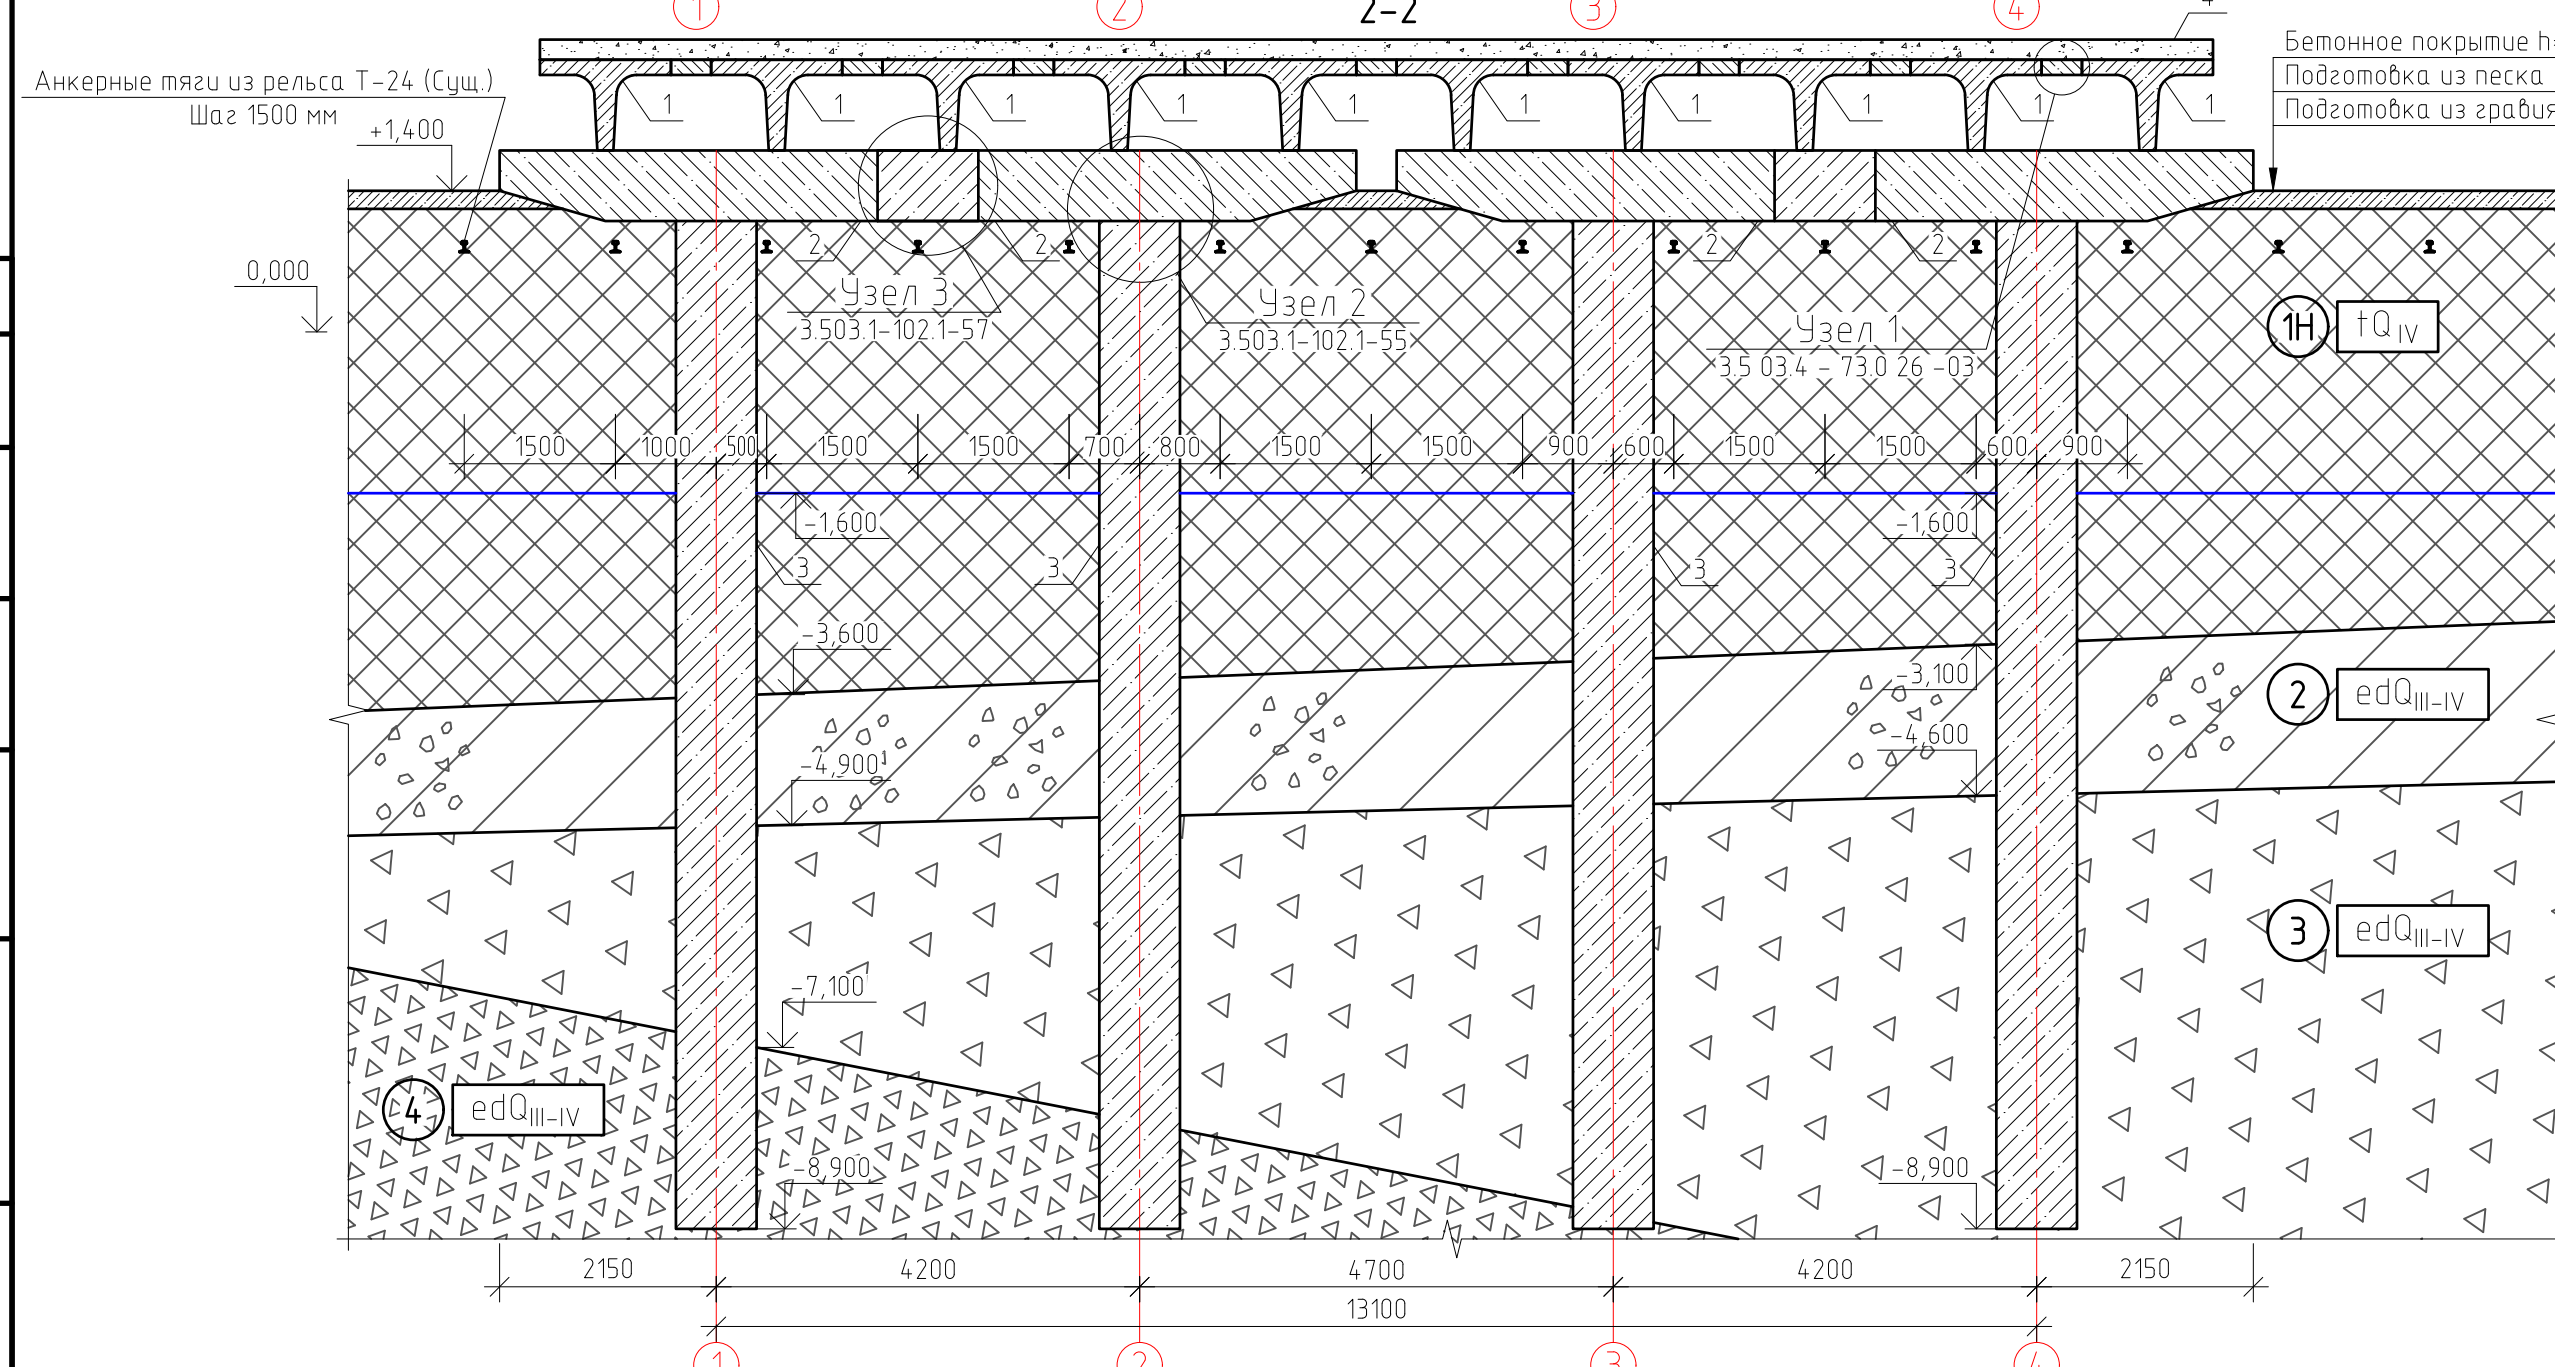 1 2 2-2 3 4
4
Бетонное покрытие h=
Подготовка из песка
Подготовка из гравия
Анкерные тяги из рельса Т-24 (Сущ.)
Шаг 1500 мм
+1,400
1 1 1 1 1 1 1 1 1 1
0,000
2 2 2 2
Узел 3
3.503.1-102.1-57
Узел 2
3.503.1-102.1-55
Узел 1
3.5 03.4 - 73.0 26 -03
1Н tQIV
1500 1000 500 1500 1500 700 800 1500 1500 900 600 1500 1500 600 900
-1,600 -1,600
3 3 3 3
-3,600
-3,100
2 edQIII-IV
-4,900
-4,600
3 edQIII-IV
-7,100
4 edQIII-IV
-8,900 -8,900
2150 4200 4700 4200 2150
13100
1 2 3 4